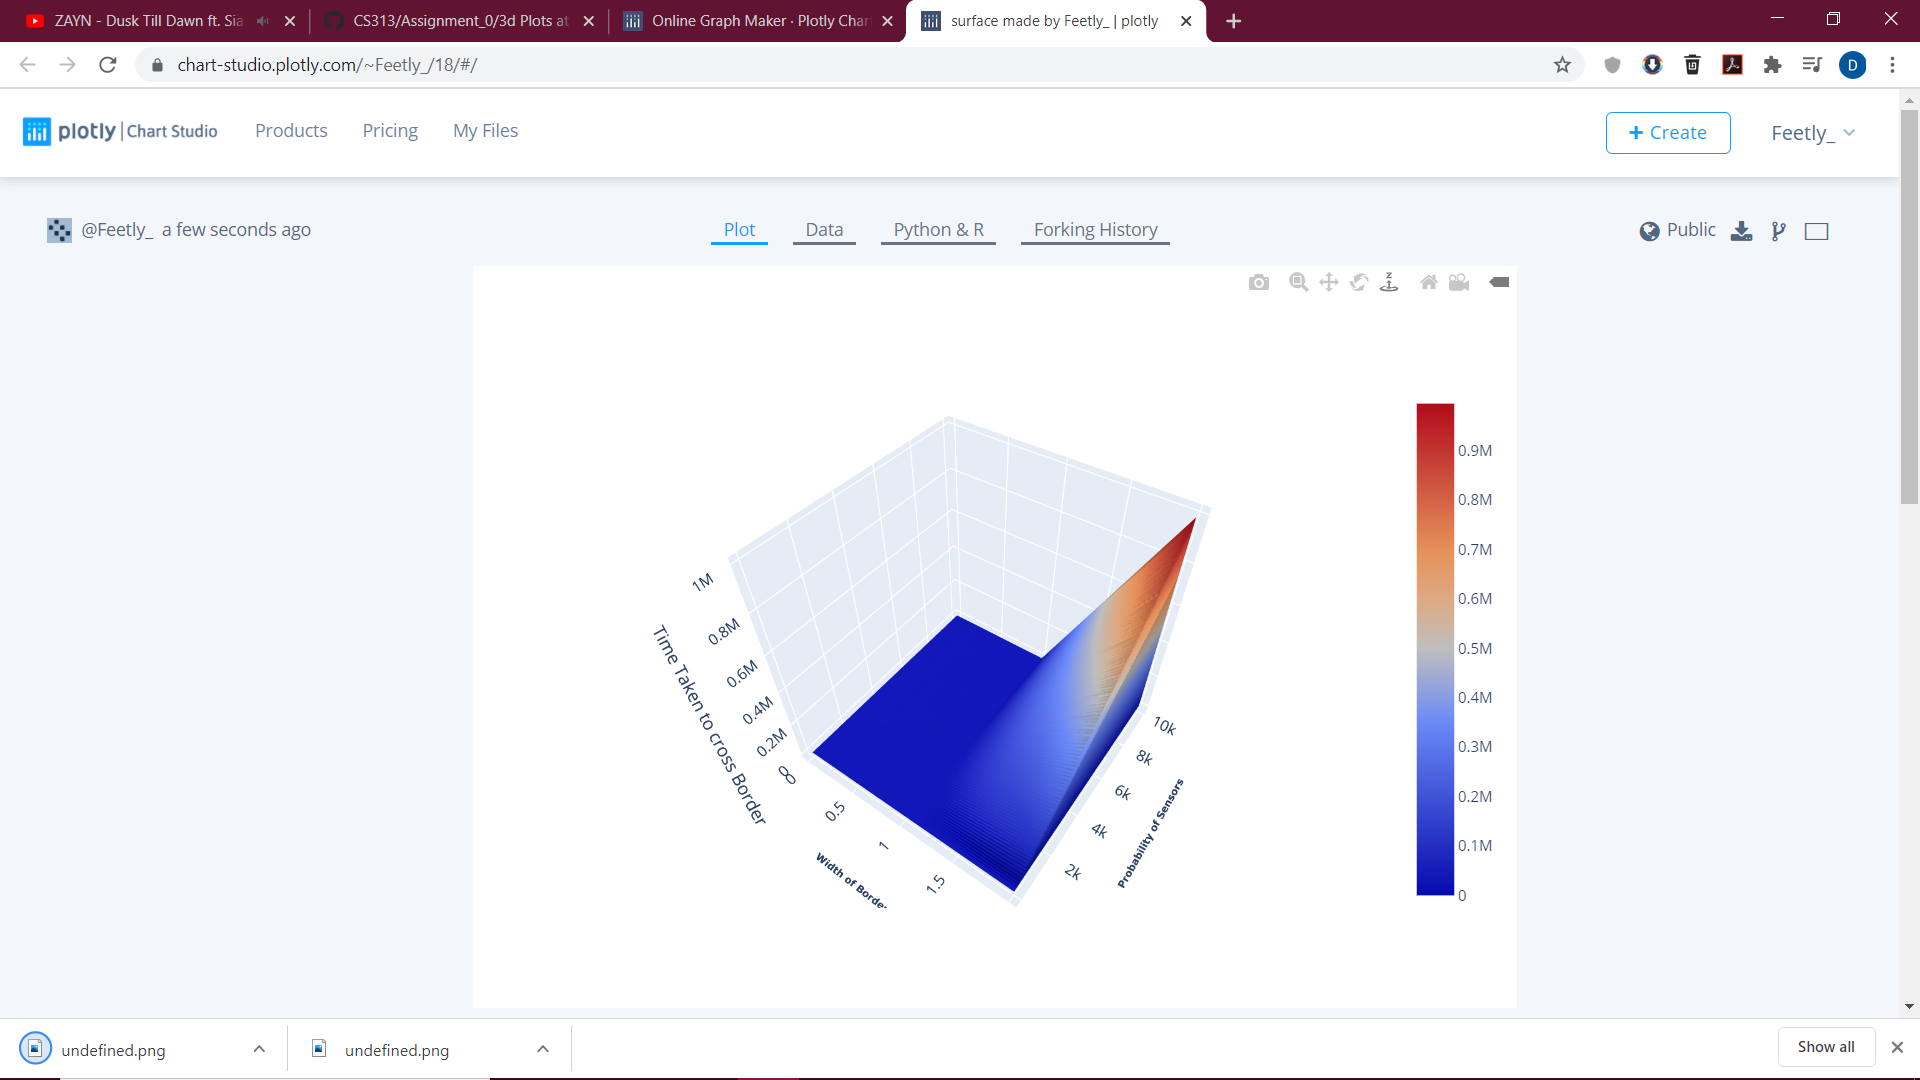 ZAYN - Dusk Till Dawn ft. Sia
CS313/Assignment_0/3d Plots at
Online Graph Maker · Plotly Char
surface made by Feetly_ | plotly
chart-studio.plotly.com/~Feetly_/18/#/
D
plotly | Chart Studio
Products
Pricing
My Files
+ Create
Feetly_
@Feetly_ a few seconds ago
Plot
Data
Python & R
Forking History
Public
z
1M
0.8M
0.6M
0.4M
0.2M
0
Time Taken to cross Border
0
0.5
1
1.5
Width of Border
2k
4k
6k
8k
10k
Probability of Sensors
0.9M
0.8M
0.7M
0.6M
0.5M
0.4M
0.3M
0.2M
0.1M
0
undefined.png
undefined.png
Show all